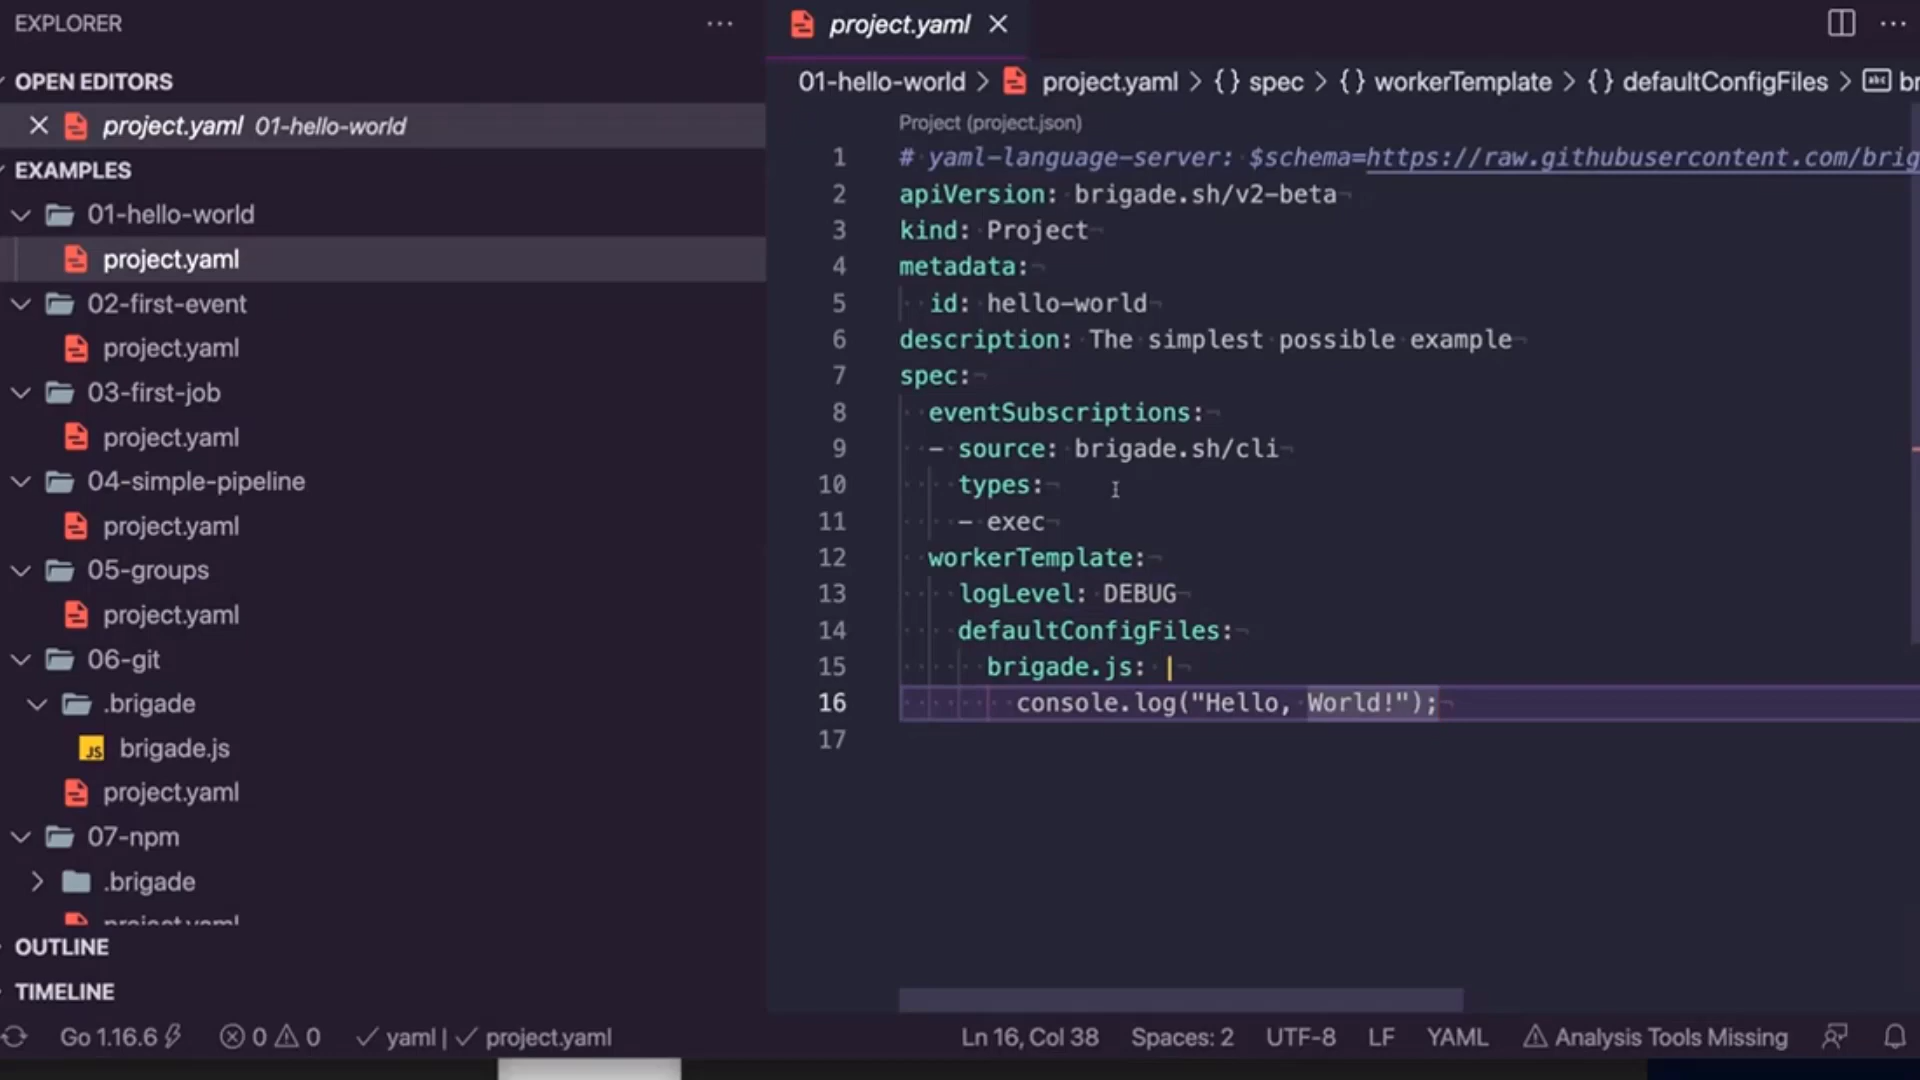 EXPLORER
OPEN EDITORS
project.yaml 01-hello-world
EXAMPLES
01-hello-world
project.yaml
02-first-event
project.yaml
03-first-job
project.yaml
04-simple-pipeline
project.yaml
05-groups
project.yaml
06-git
.brigade
JS brigade.js
project.yaml
07-npm
.brigade
project.yaml
OUTLINE
TIMELINE
project.yaml
01-hello-world > project.yaml > {} spec > {} workerTemplate > {} defaultConfigFiles > abc br
Project (project.json)
1 # yaml-language-server: $schema=https://raw.githubusercontent.com/brig
2 apiVersion: brigade.sh/v2-beta
3 kind: Project
4 metadata:
5 id: hello-world
6 description: The simplest possible example
7 spec:
8 eventSubscriptions:
9 - source: brigade.sh/cli
10 types:
11 - exec
12 workerTemplate:
13 logLevel: DEBUG
14 defaultConfigFiles:
15 brigade.js: |
16 console.log("Hello, World!");
17
Go 1.16.6 0 0 yaml | project.yaml Ln 16, Col 38 Spaces: 2 UTF-8 LF YAML Analysis Tools Missing